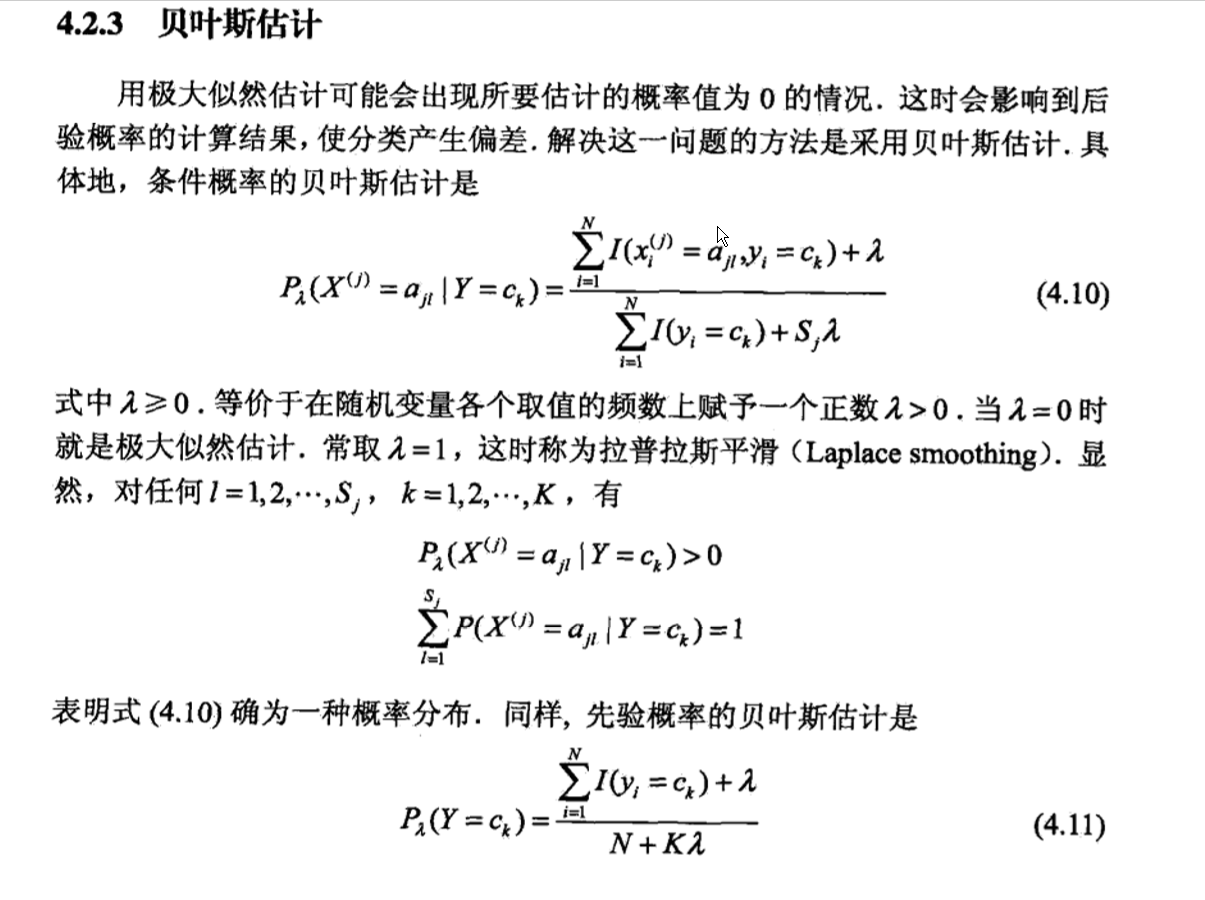 4.2.3 贝叶斯估计
用极大似然估计可能会出现所要估计的概率值为 0 的情况. 这时会影响到后
验概率的计算结果, 使分类产生偏差. 解决这一问题的方法是采用贝叶斯估计. 具
体地, 条件概率的贝叶斯估计是
$P_\lambda(X^{(j)}=a_{jl}|Y=c_k)=\frac{\sum_{i=1}^{N}I(x_i^{(j)}=a_{jl},y_i=c_k)+\lambda}{\sum_{i=1}^{N}I(y_i=c_k)+S_j\lambda}$ (4.10)
式中 λ≥0. 等价于在随机变量各个取值的频数上赋予一个正数 λ>0. 当 λ=0 时
就是极大似然估计. 常取 λ=1, 这时称为拉普拉斯平滑 (Laplace smoothing). 显
然, 对任何 $l=1,2,\cdots,S_j$, $k=1,2,\cdots,K$, 有
$P_\lambda(X^{(j)}=a_{jl}|Y=c_k)>0$
$\sum_{l=1}^{S_j}P(X^{(j)}=a_{jl}|Y=c_k)=1$
表明式 (4.10) 确为一种概率分布. 同样, 先验概率的贝叶斯估计是
$P_\lambda(Y=c_k)=\frac{\sum_{i=1}^{N}I(y_i=c_k)+\lambda}{N+K\lambda}$ (4.11)